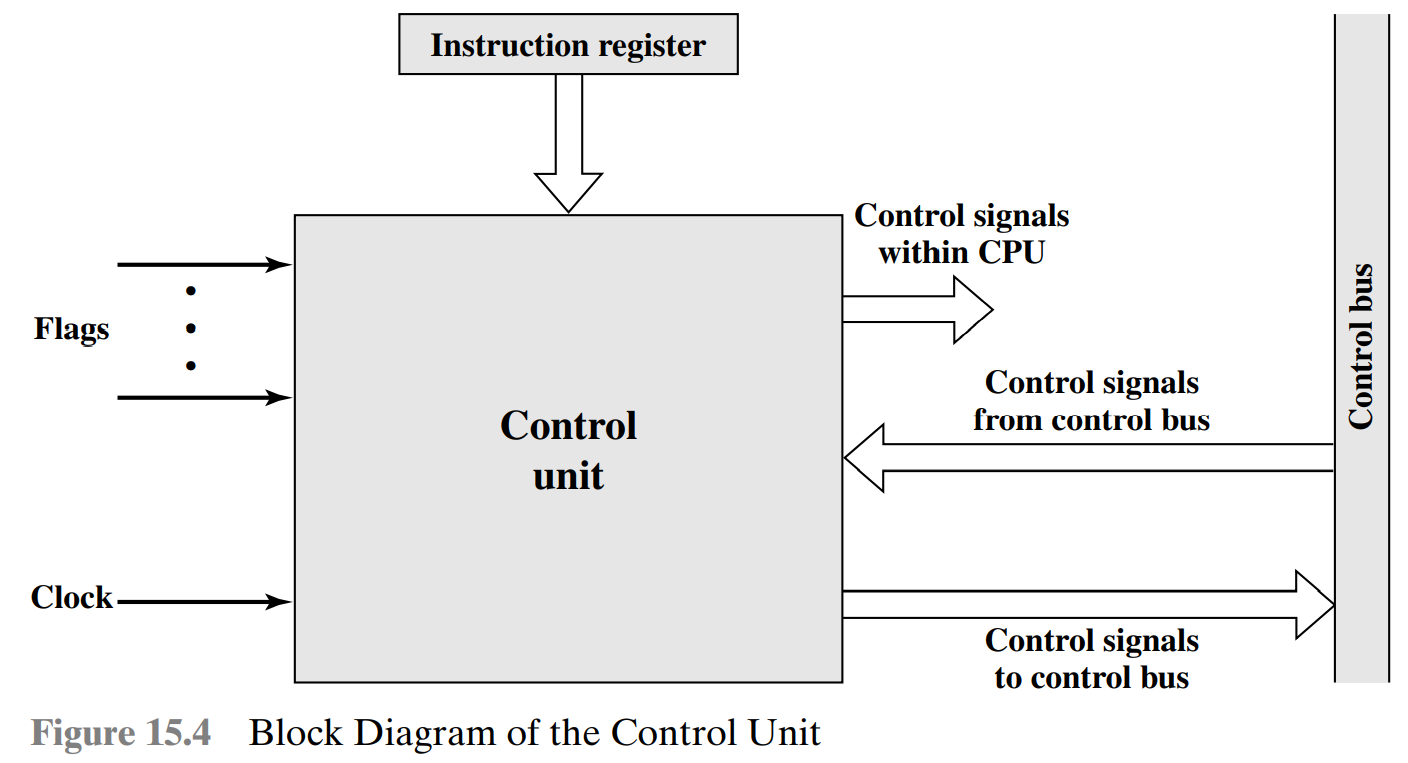 Instruction register
Control signals
within CPU
Flags
Control
unit
Control signals
from control bus
Control bus
Clock
Control signals
to control bus
Figure 15.4 Block Diagram of the Control Unit